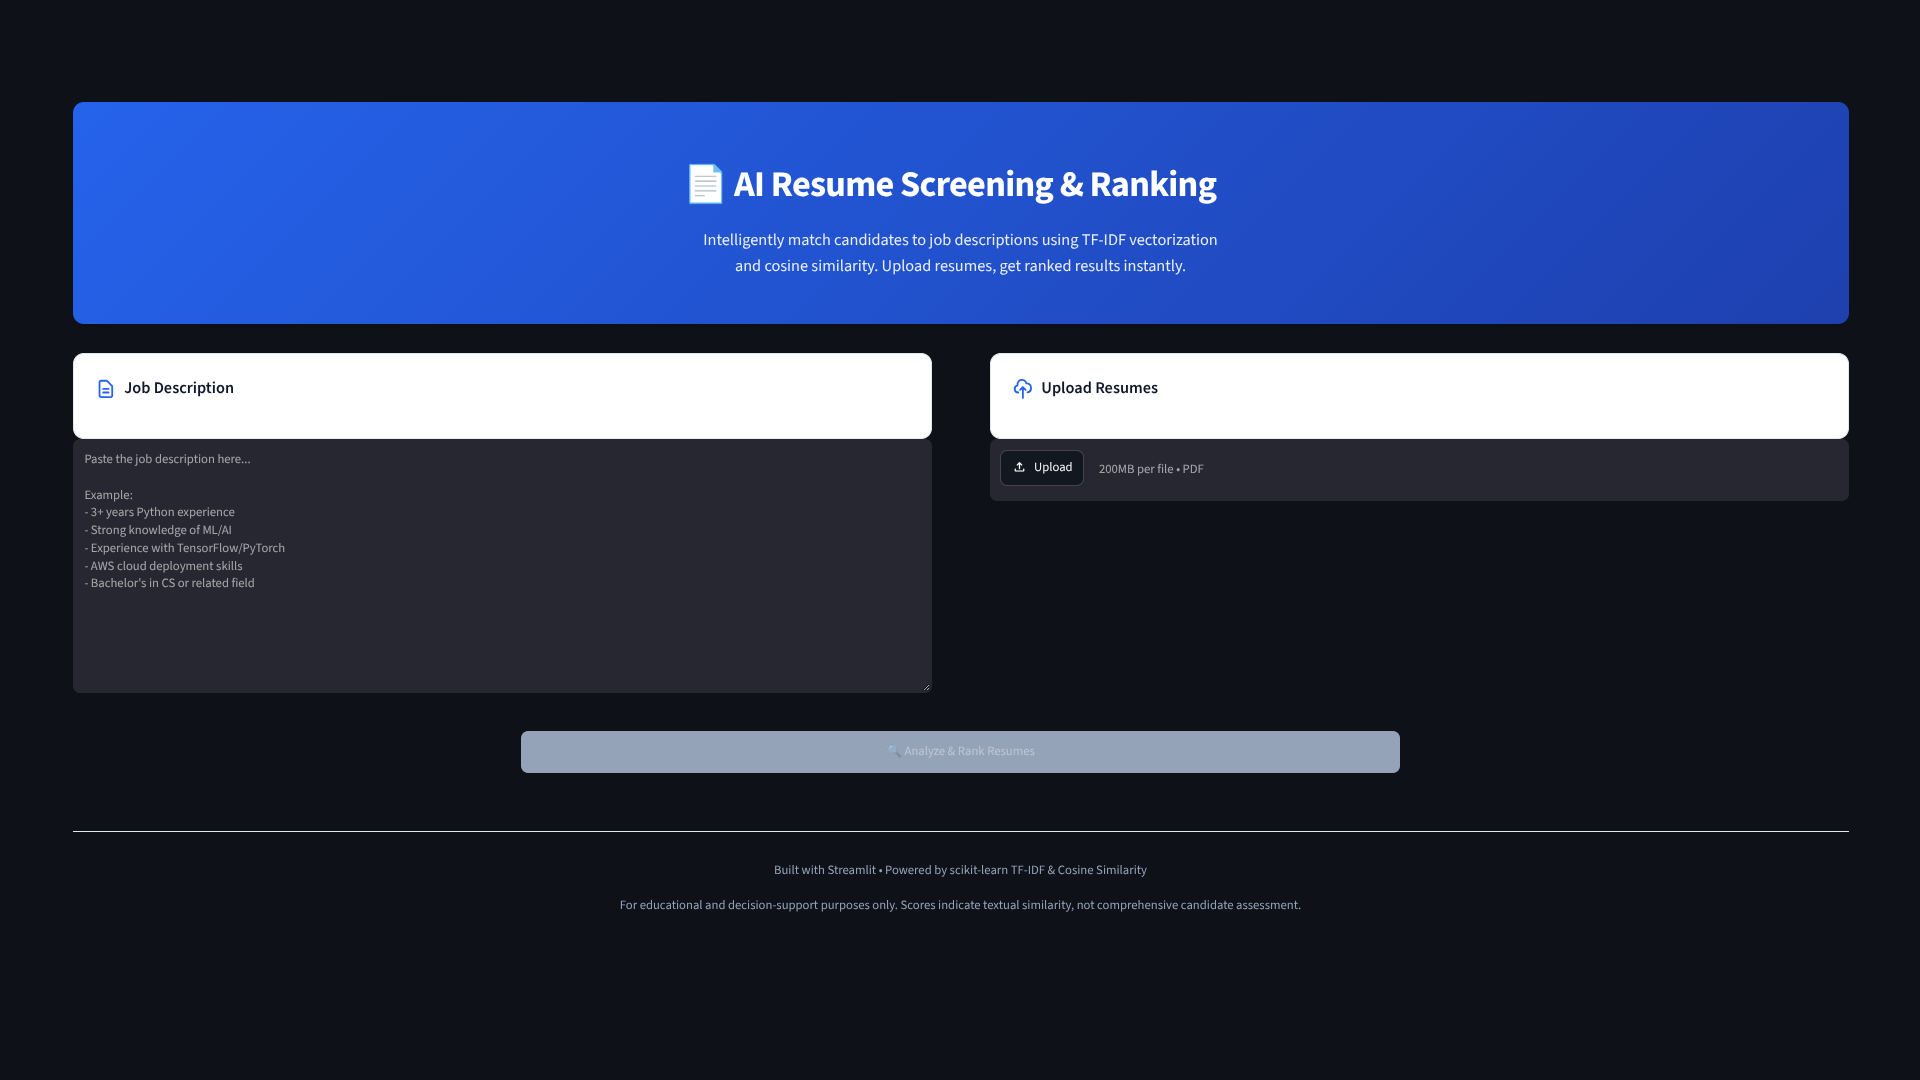 📄 AI Resume Screening & Ranking
Intelligently match candidates to job descriptions using TF-IDF vectorization
and cosine similarity. Upload resumes, get ranked results instantly.
Job Description
Paste the job description here...
Example:
- 3+ years Python experience
- Strong knowledge of ML/AI
- Experience with TensorFlow/PyTorch
- AWS cloud deployment skills
- Bachelor's in CS or related field
Upload Resumes
Upload
200MB per file • PDF
🔍 Analyze & Rank Resumes
Built with Streamlit • Powered by scikit-learn TF-IDF & Cosine Similarity
For educational and decision-support purposes only. Scores indicate textual similarity, not comprehensive candidate assessment.